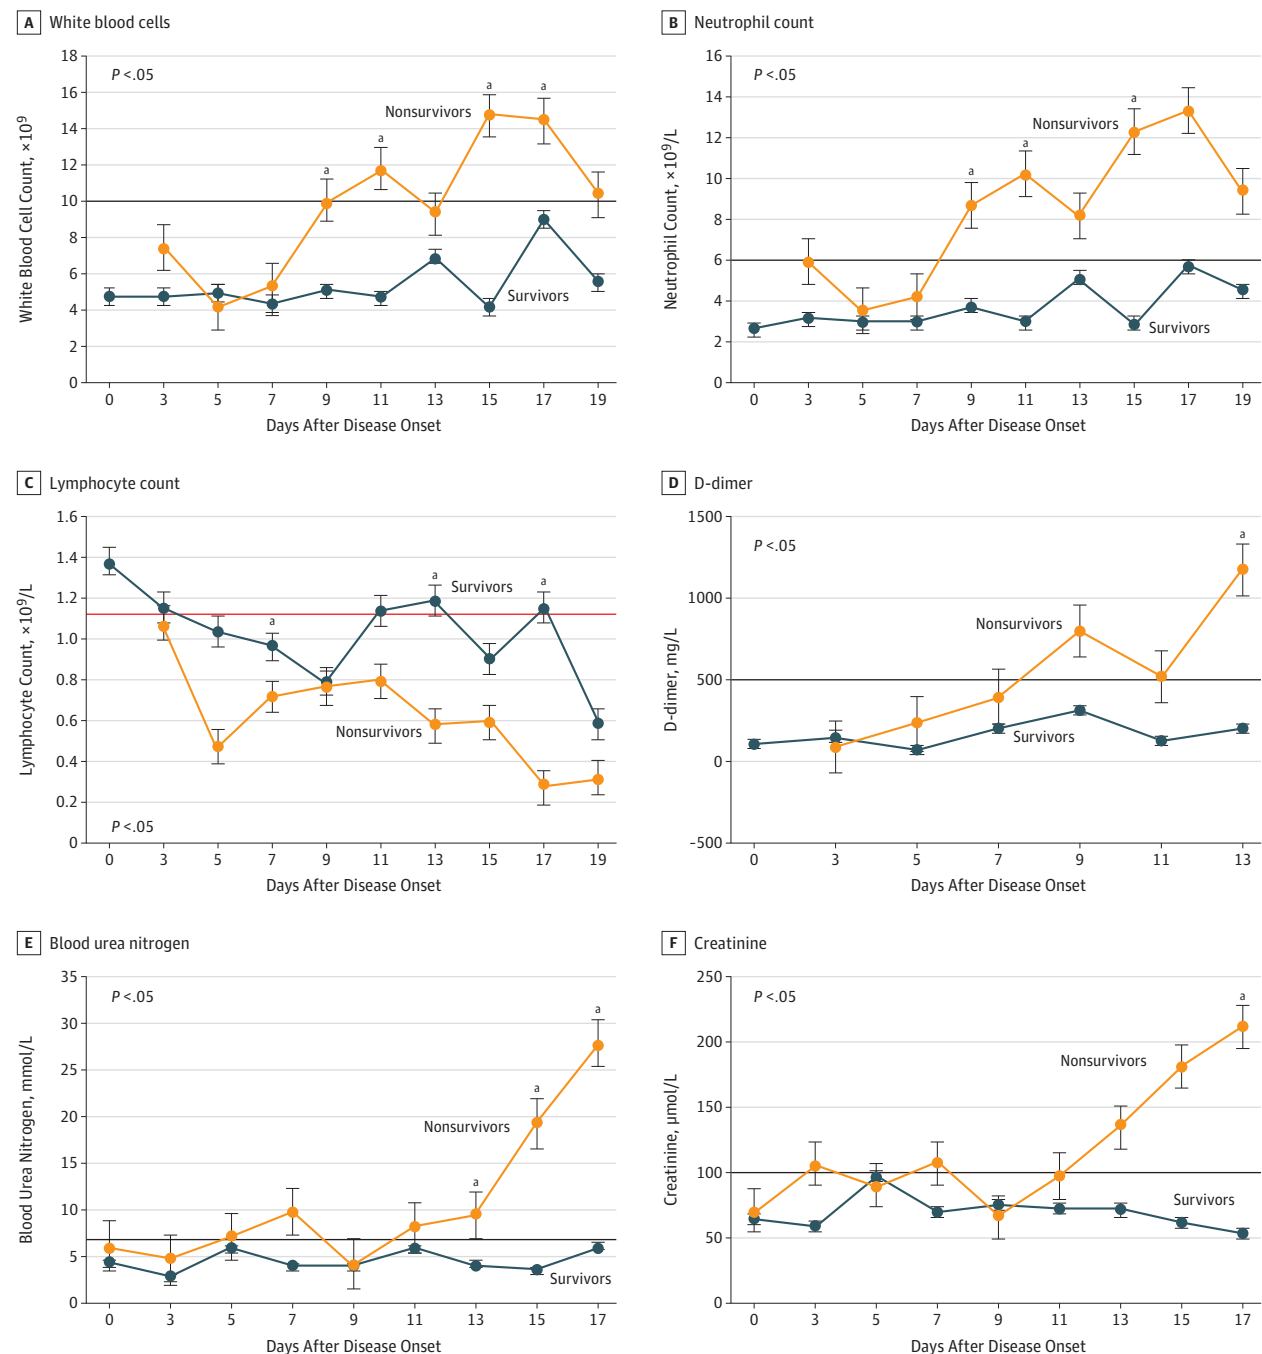 A White blood cells
18
16
14
12
10
8
6
4
2
0
White Blood Cell Count, ×10⁹
P <.05
a
a
a
a
Nonsurvivors
Survivors
0 3 5 7 9 11 13 15 17 19
Days After Disease Onset
B Neutrophil count
16
14
12
10
8
6
4
2
0
Neutrophil Count, ×10⁹/L
P <.05
a
a
a
Nonsurvivors
Survivors
0 3 5 7 9 11 13 15 17 19
Days After Disease Onset
C Lymphocyte count
1.6
1.4
1.2
1.0
0.8
0.6
0.4
0.2
0
Lymphocyte Count, ×10⁹/L
a
a
a
Survivors
Nonsurvivors
P <.05
0 3 5 7 9 11 13 15 17 19
Days After Disease Onset
D D-dimer
1500
1000
500
0
-500
D-dimer, mg/L
P <.05
a
Nonsurvivors
Survivors
0 3 5 7 9 11 13
Days After Disease Onset
E Blood urea nitrogen
35
30
25
20
15
10
5
0
Blood Urea Nitrogen, mmol/L
P <.05
a
a
a
Nonsurvivors
Survivors
0 3 5 7 9 11 13 15 17
Days After Disease Onset
F Creatinine
250
200
150
100
50
0
Creatinine, μmol/L
P <.05
a
Nonsurvivors
Survivors
0 3 5 7 9 11 13 15 17
Days After Disease Onset